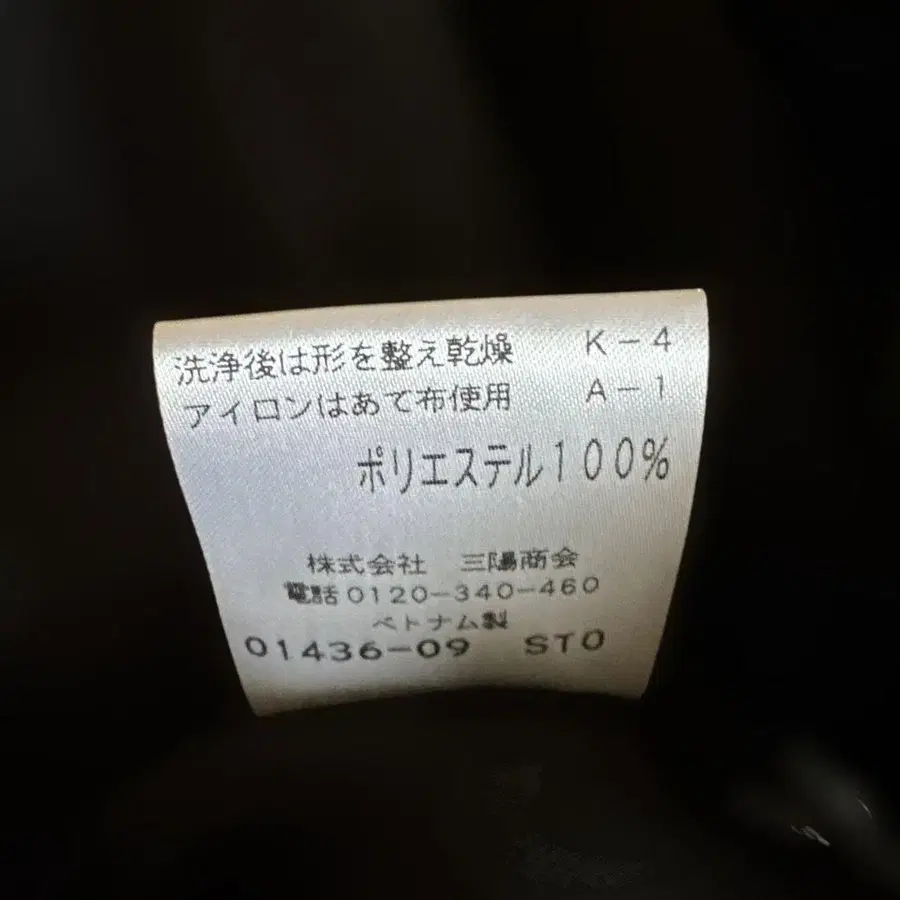 洗浄後は形を整え乾燥 K-4
アイロンはあて布使用 A-1
ポリエステル100%
株式会社 三陽商会
電話0120-340-460
ベトナム製
01436-09 ST0